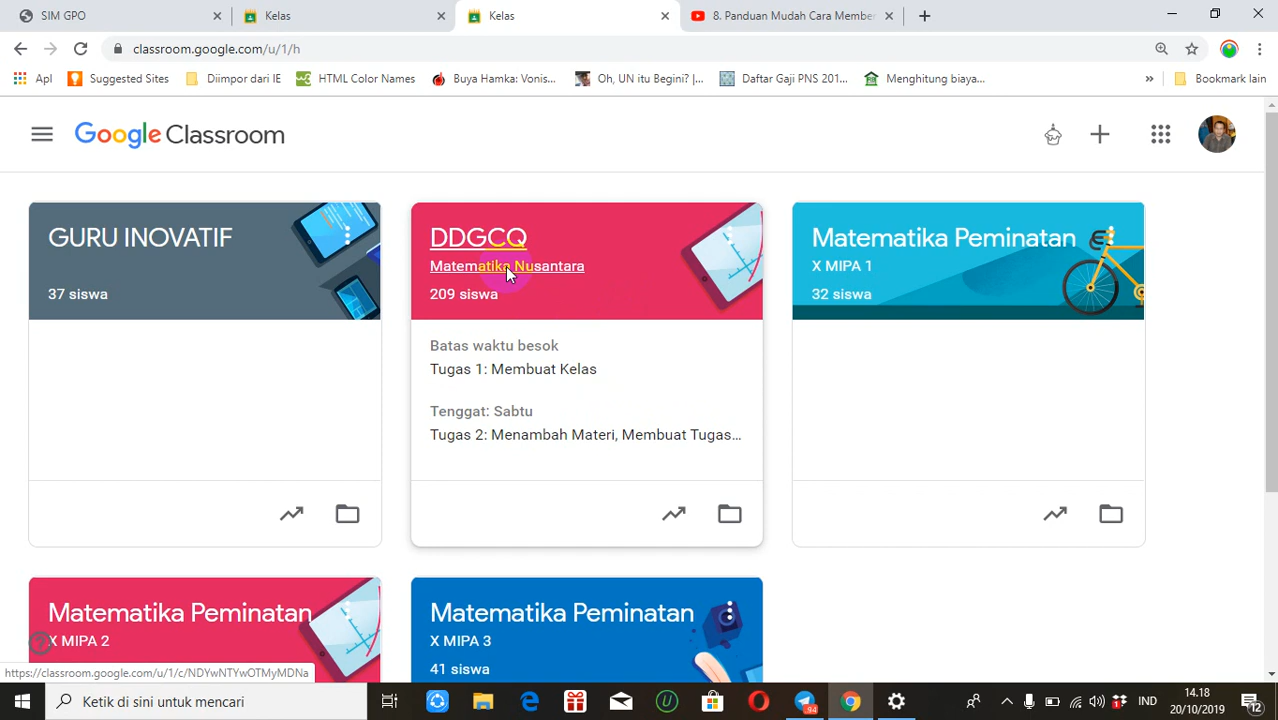 SIM GPO
Kelas
Kelas
8. Panduan Mudah Cara Member
classroom.google.com/u/1/h
Apl
Suggested Sites
Diimpor dari IE
HTML Color Names
Buya Hamka: Vonis...
Oh, UN itu Begini? |...
Daftar Gaji PNS 201...
Menghitung biaya...
»
Bookmark lain
Google Classroom
GURU INOVATIF
37 siswa
DDGCQ
Matematika Nusantara
209 siswa
Batas waktu besok
Tugas 1: Membuat Kelas
Tenggat: Sabtu
Tugas 2: Menambah Materi, Membuat Tugas...
Matematika Peminatan
X MIPA 1
32 siswa
Matematika Peminatan
X MIPA 2
Matematika Peminatan
X MIPA 3
41 siswa
https://classroom.google.com/u/1/c/NDYwNTYwOTMyMDNa
Ketik di sini untuk mencari
94
IND
14.18
20/10/2019
12